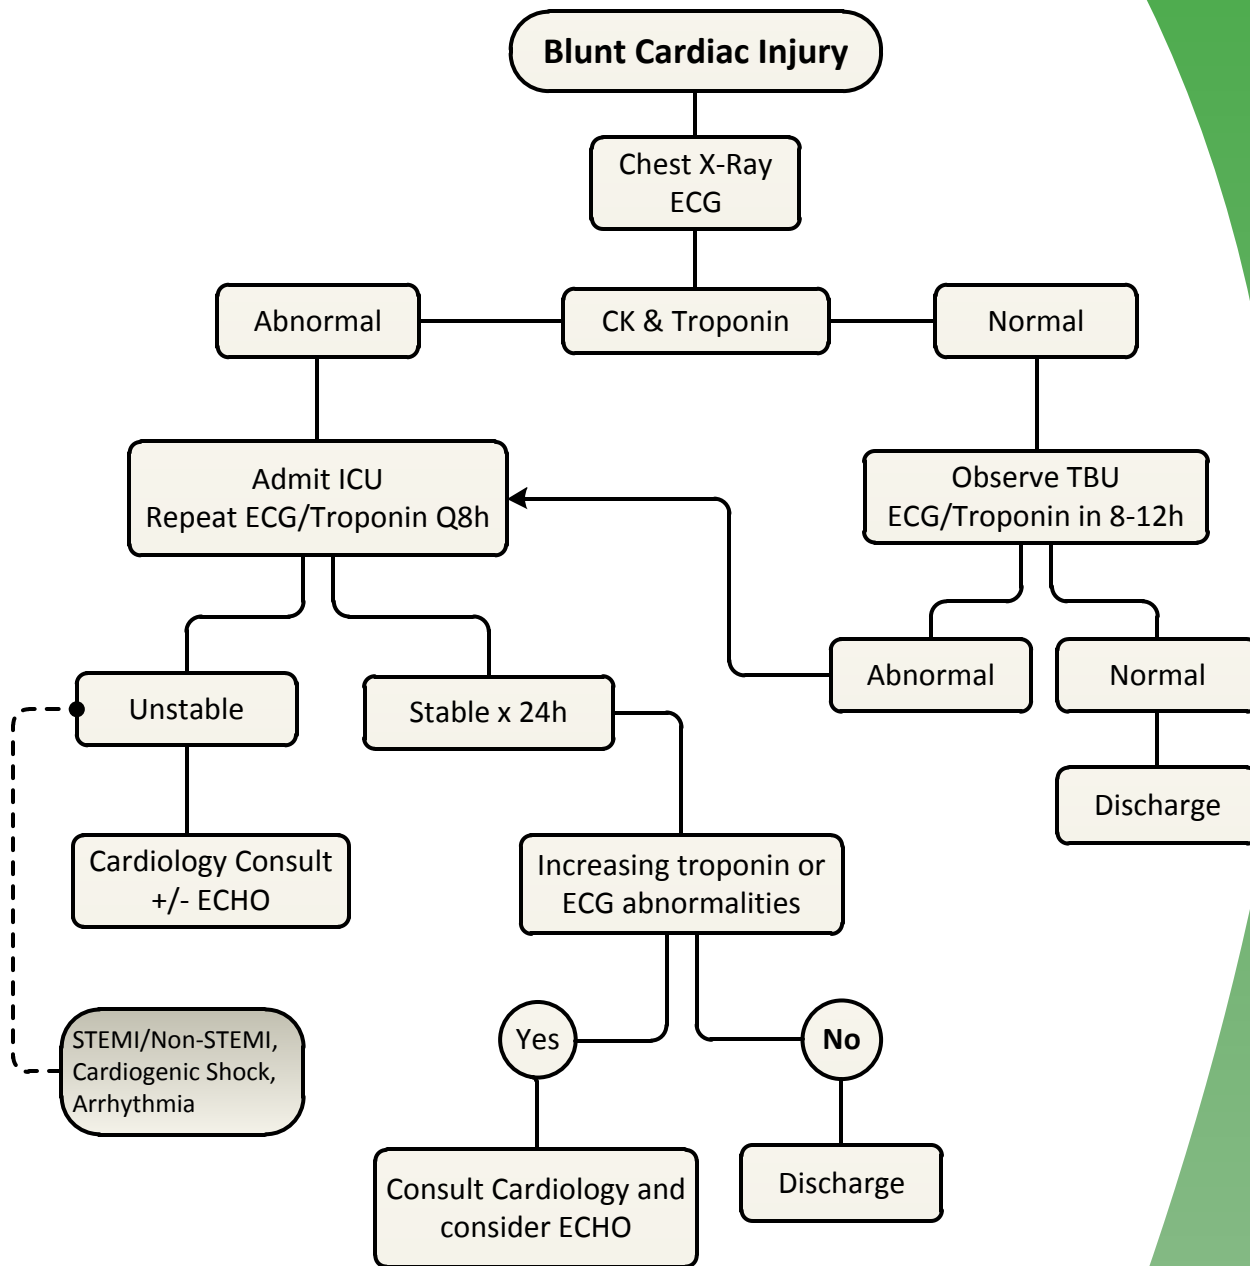 Blunt Cardiac Injury
Chest X-Ray
ECG
Abnormal
CK & Troponin
Normal
Admit ICU
Repeat ECG/Troponin Q8h
Observe TBU
ECG/Troponin in 8-12h
Abnormal
Normal
Unstable
Stable x 24h
Discharge
Cardiology Consult
+/- ECHO
Increasing troponin or
ECG abnormalities
STEMI/Non-STEMI,
Cardiogenic Shock,
Arrhythmia
Yes
No
Consult Cardiology and
consider ECHO
Discharge